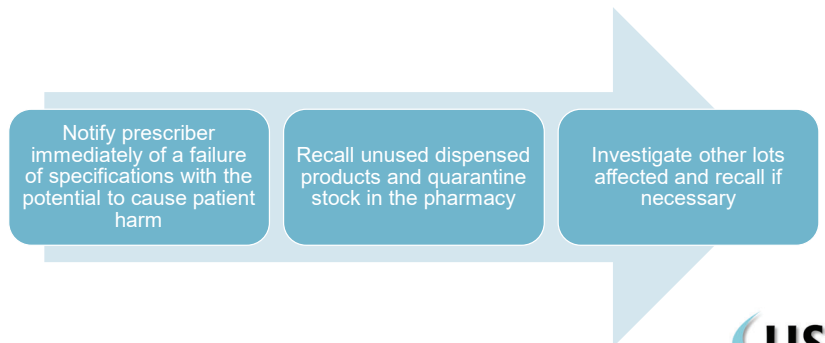 Notify prescriber
immediately of a failure
of specifications with the
potential to cause patient
harm
Recall unused dispensed
products and quarantine
stock in the pharmacy
Investigate other lots
affected and recall if
necessary